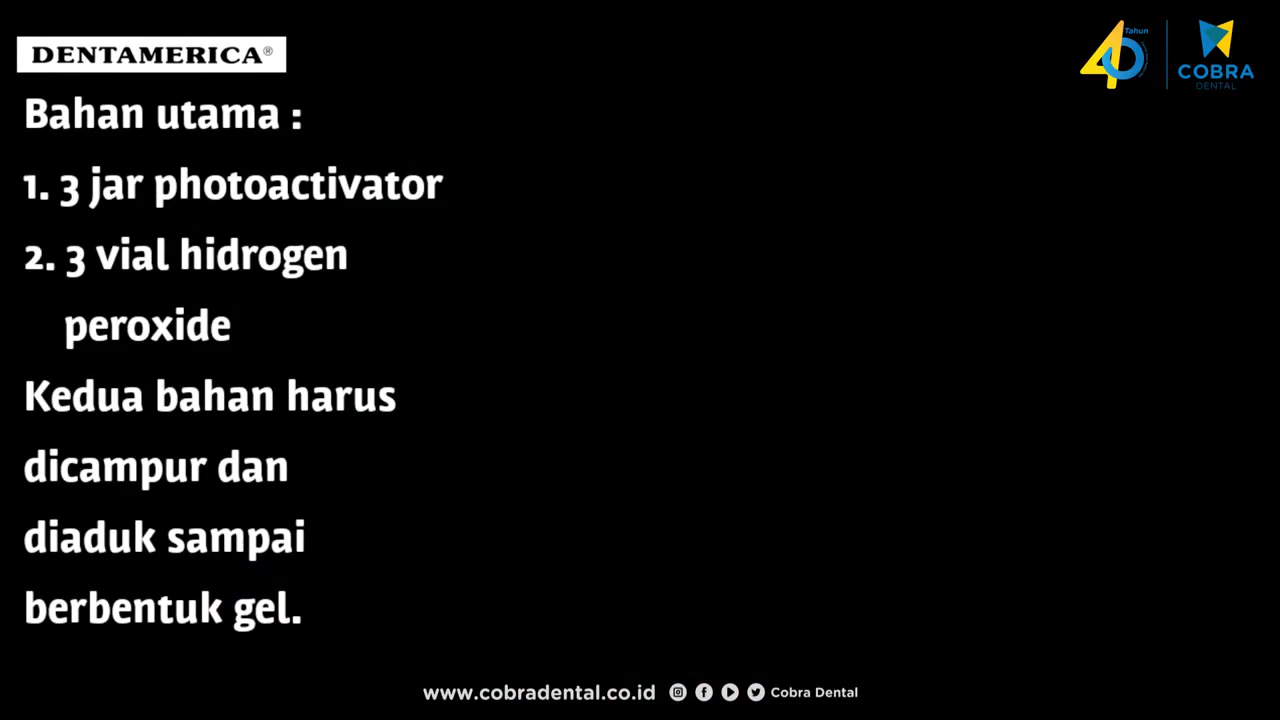 DENTAMERICA®
40 Tahun
COBRA
DENTAL
Bahan utama :
1. 3 jar photoactivator
2. 3 vial hidrogen
peroxide
Kedua bahan harus
dicampur dan
diaduk sampai
berbentuk gel.
www.cobradental.co.id Cobra Dental